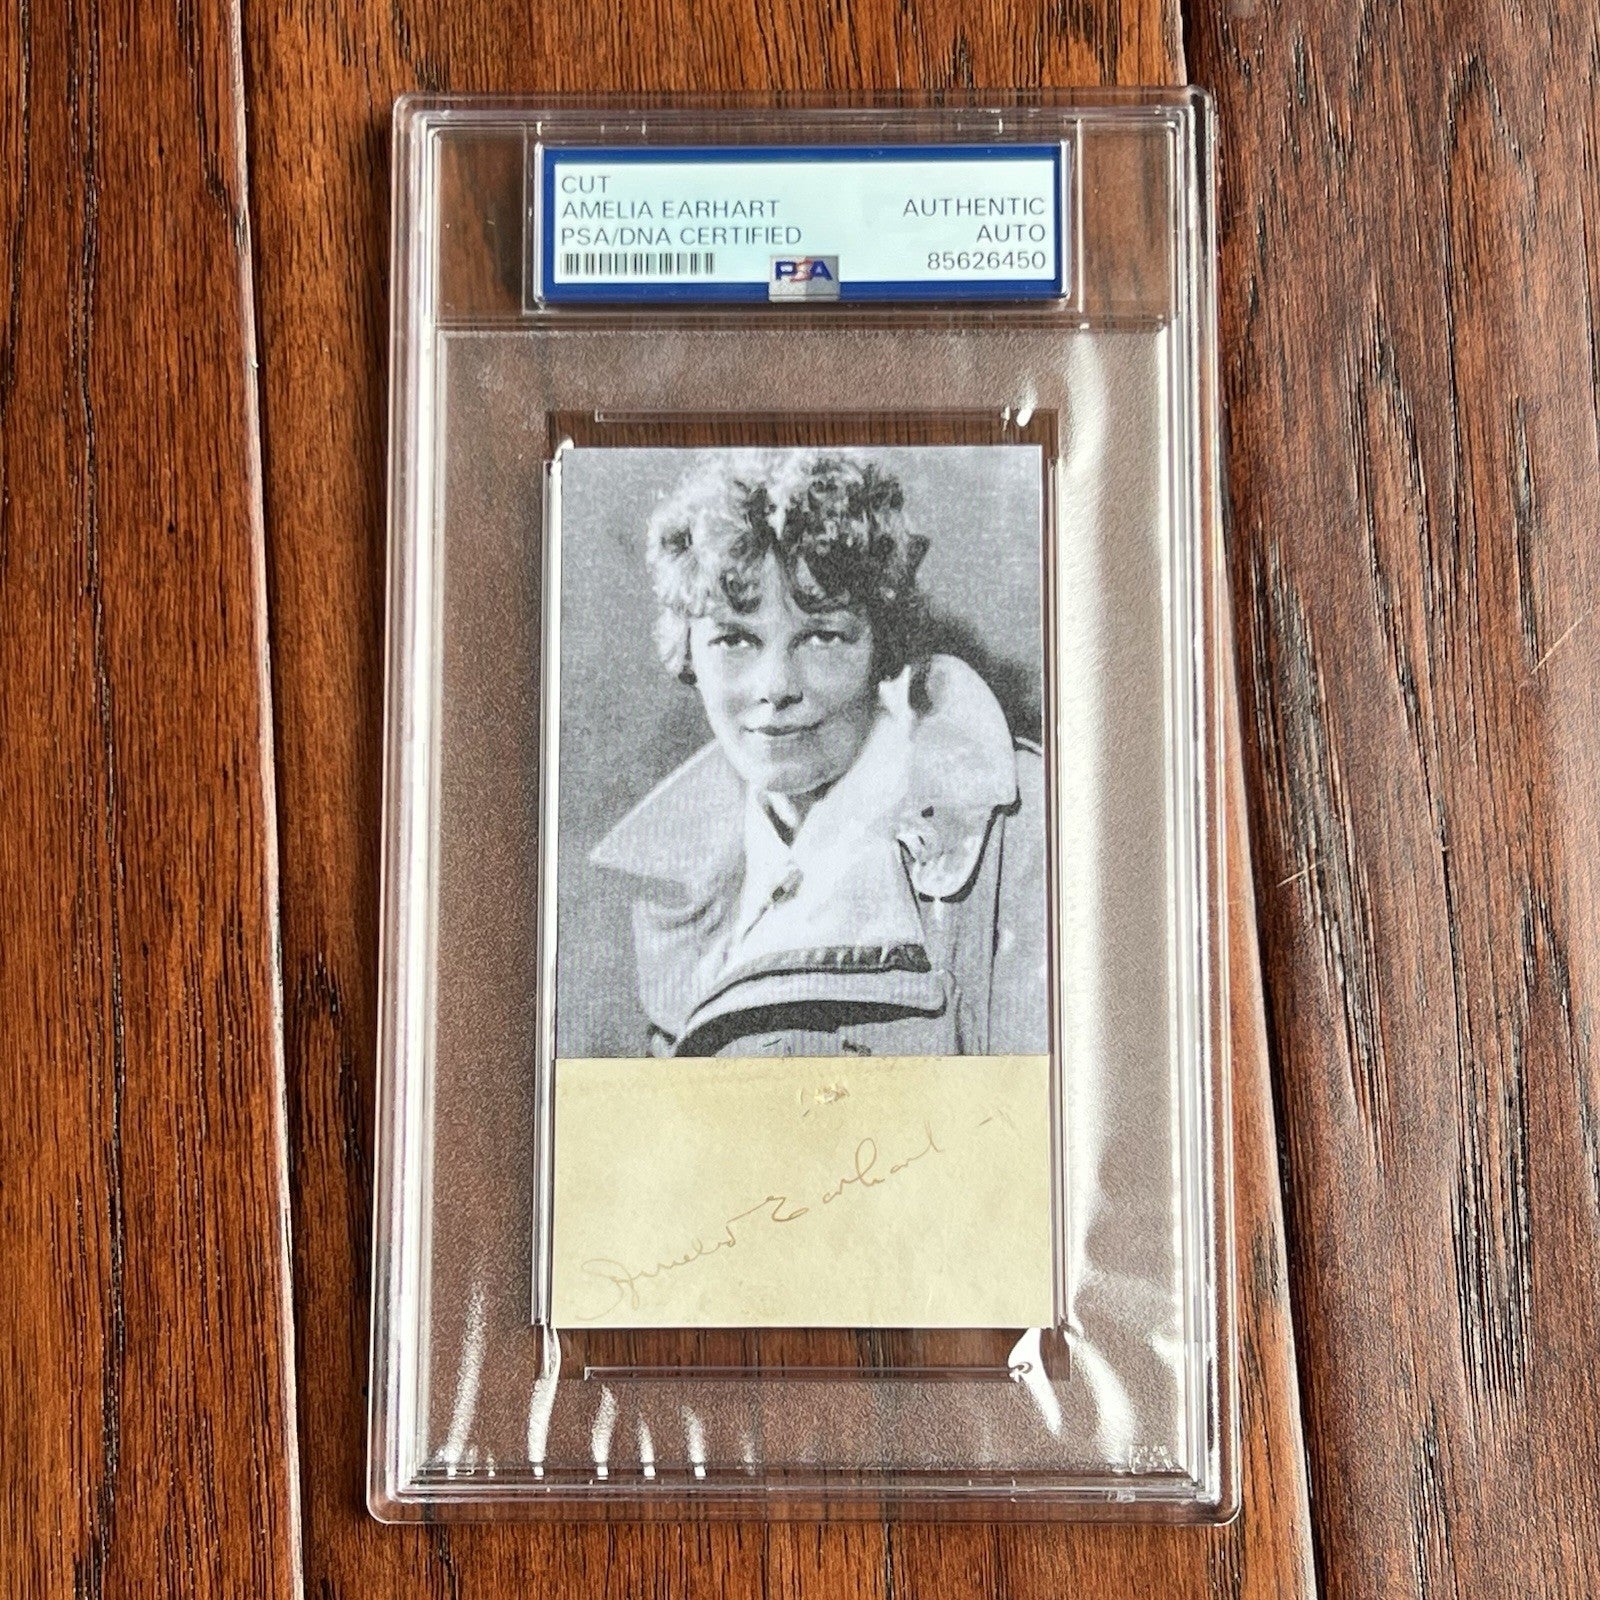 CUT
AMELIA EARHART
PSA/DNA CERTIFIED
AUTHENTIC
AUTO
85626450
PSA
Amelia Earhart